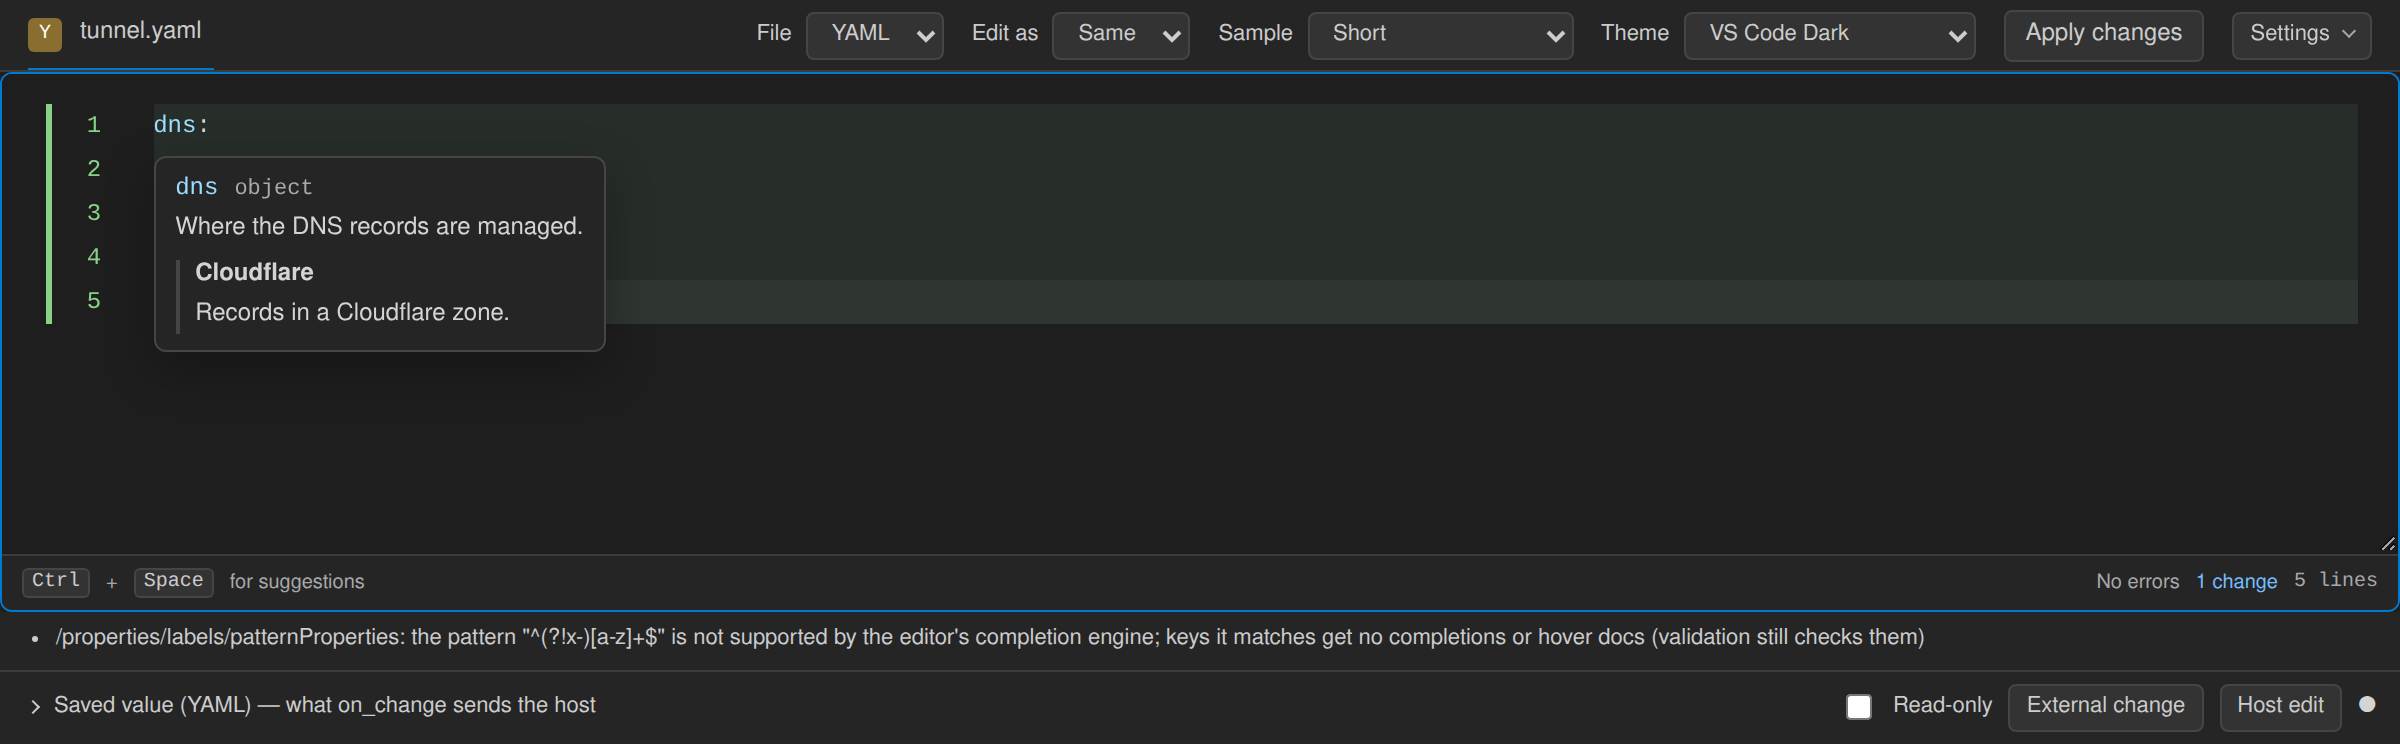 Y tunnel.yaml File YAML Edit as Same Sample Short Theme VS Code Dark Apply changes Settings
1 dns:
2
dns object
3
Where the DNS records are managed.
4
Cloudflare
5
Records in a Cloudflare zone.
Ctrl + Space for suggestions No errors 1 change 5 lines
• /properties/labels/patternProperties: the pattern "^(?!x-)[a-z]+$" is not supported by the editor's completion engine; keys it matches get no completions or hover docs (validation still checks them)
Saved value (YAML) — what on_change sends the host Read-only External change Host edit